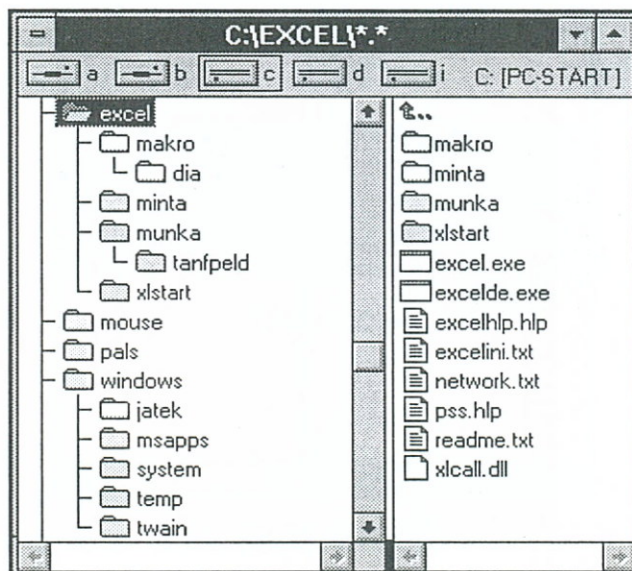 C:\EXCEL\*.*
a b c d i C: [PC-START]
excel
makro
dia
minta
munka
tanfpeld
xlstart
mouse
pals
windows
jatek
msapps
system
temp
twain
..
makro
minta
munka
xlstart
excel.exe
excelde.exe
excelhlp.hlp
excelini.txt
network.txt
pss.hlp
readme.txt
xlcall.dll